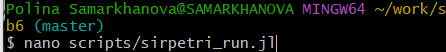 Polina Samarkhanova@SAMARKHANOVA MINGW64 ~/work/s
b6 (master)
$ nano scripts/sirpetri_run.jl